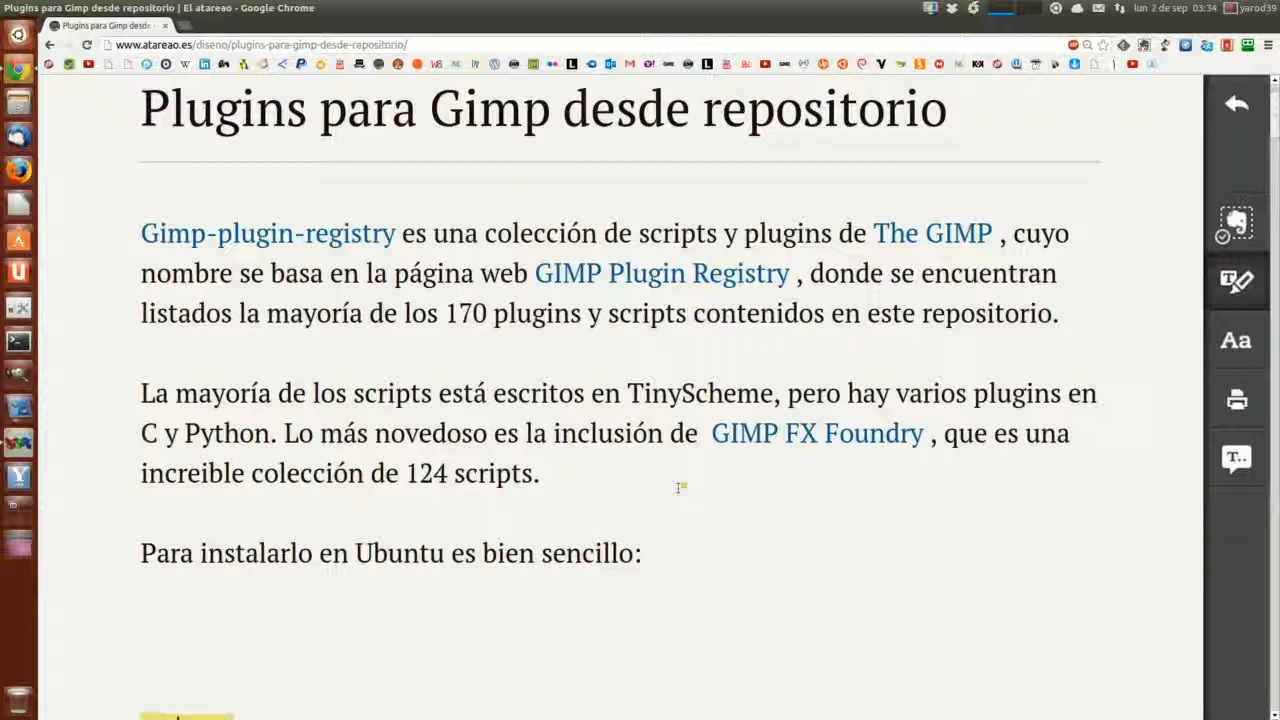 Plugins para Gimp desde repositorio | El atareao - Google Chrome
lun 2 de sep 03:34 yarod39
Plugins para Gimp desde
www.atareao.es/diseno/plugins-para-gimp-desde-repositorio/
Plugins para Gimp desde repositorio
Gimp-plugin-registry es una colección de scripts y plugins de The GIMP , cuyo
nombre se basa en la página web GIMP Plugin Registry , donde se encuentran
listados la mayoría de los 170 plugins y scripts contenidos en este repositorio.
La mayoría de los scripts está escritos en TinyScheme, pero hay varios plugins en
C y Python. Lo más novedoso es la inclusión de GIMP FX Foundry , que es una
increible colección de 124 scripts.
Para instalarlo en Ubuntu es bien sencillo:
Aa
T..